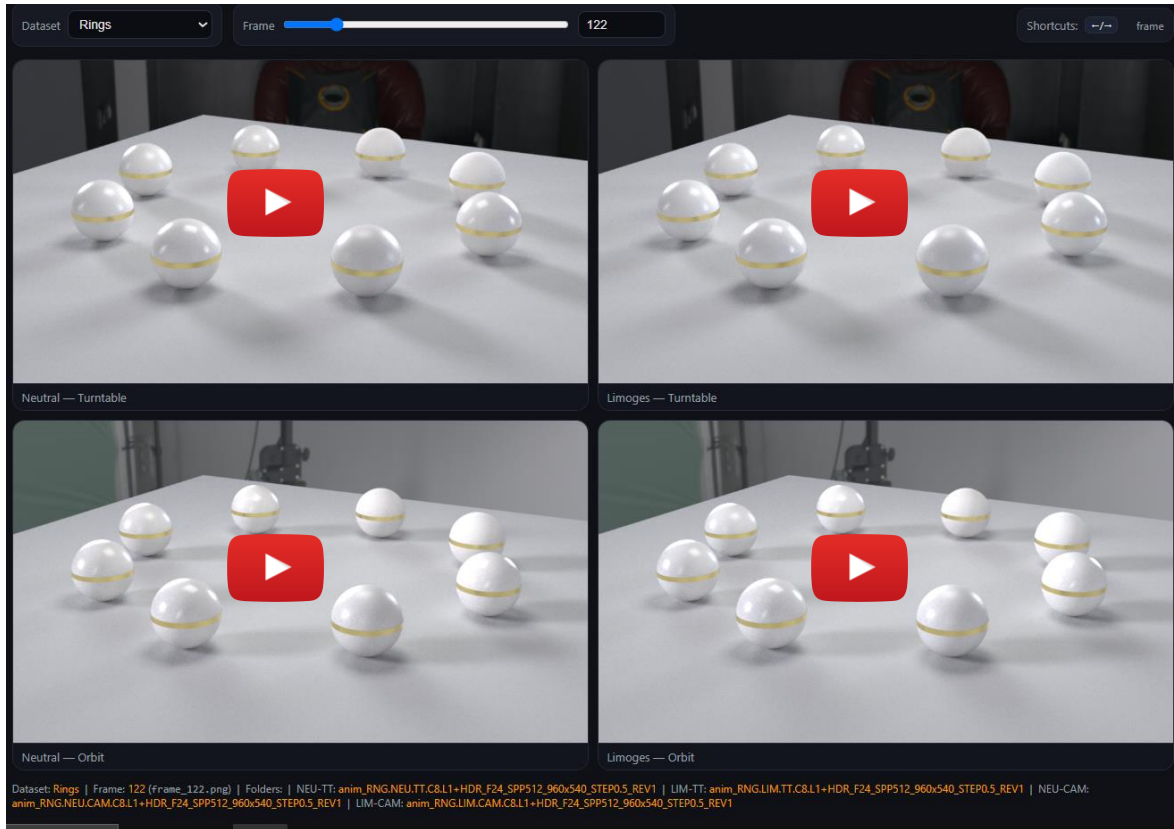 Dataset Rings Frame 122 Shortcuts: ←/→ frame
Neutral — Turntable
Limoges — Turntable
Neutral — Orbit
Limoges — Orbit
Dataset: Rings | Frame: 122 (frame_122.png) | Folders: | NEU-TT: anim_RNG.NEU.TT.C8.L1+HDR_F24_SPP512_960x540_STEP0.5_REV1 | LIM-TT: anim_RNG.LIM.TT.C8.L1+HDR_F24_SPP512_960x540_STEP0.5_REV1 | NEU-CAM:
anim_RNG.NEU.CAM.C8.L1+HDR_F24_SPP512_960x540_STEP0.5_REV1 | LIM-CAM: anim_RNG.LIM.CAM.C8.L1+HDR_F24_SPP512_960x540_STEP0.5_REV1